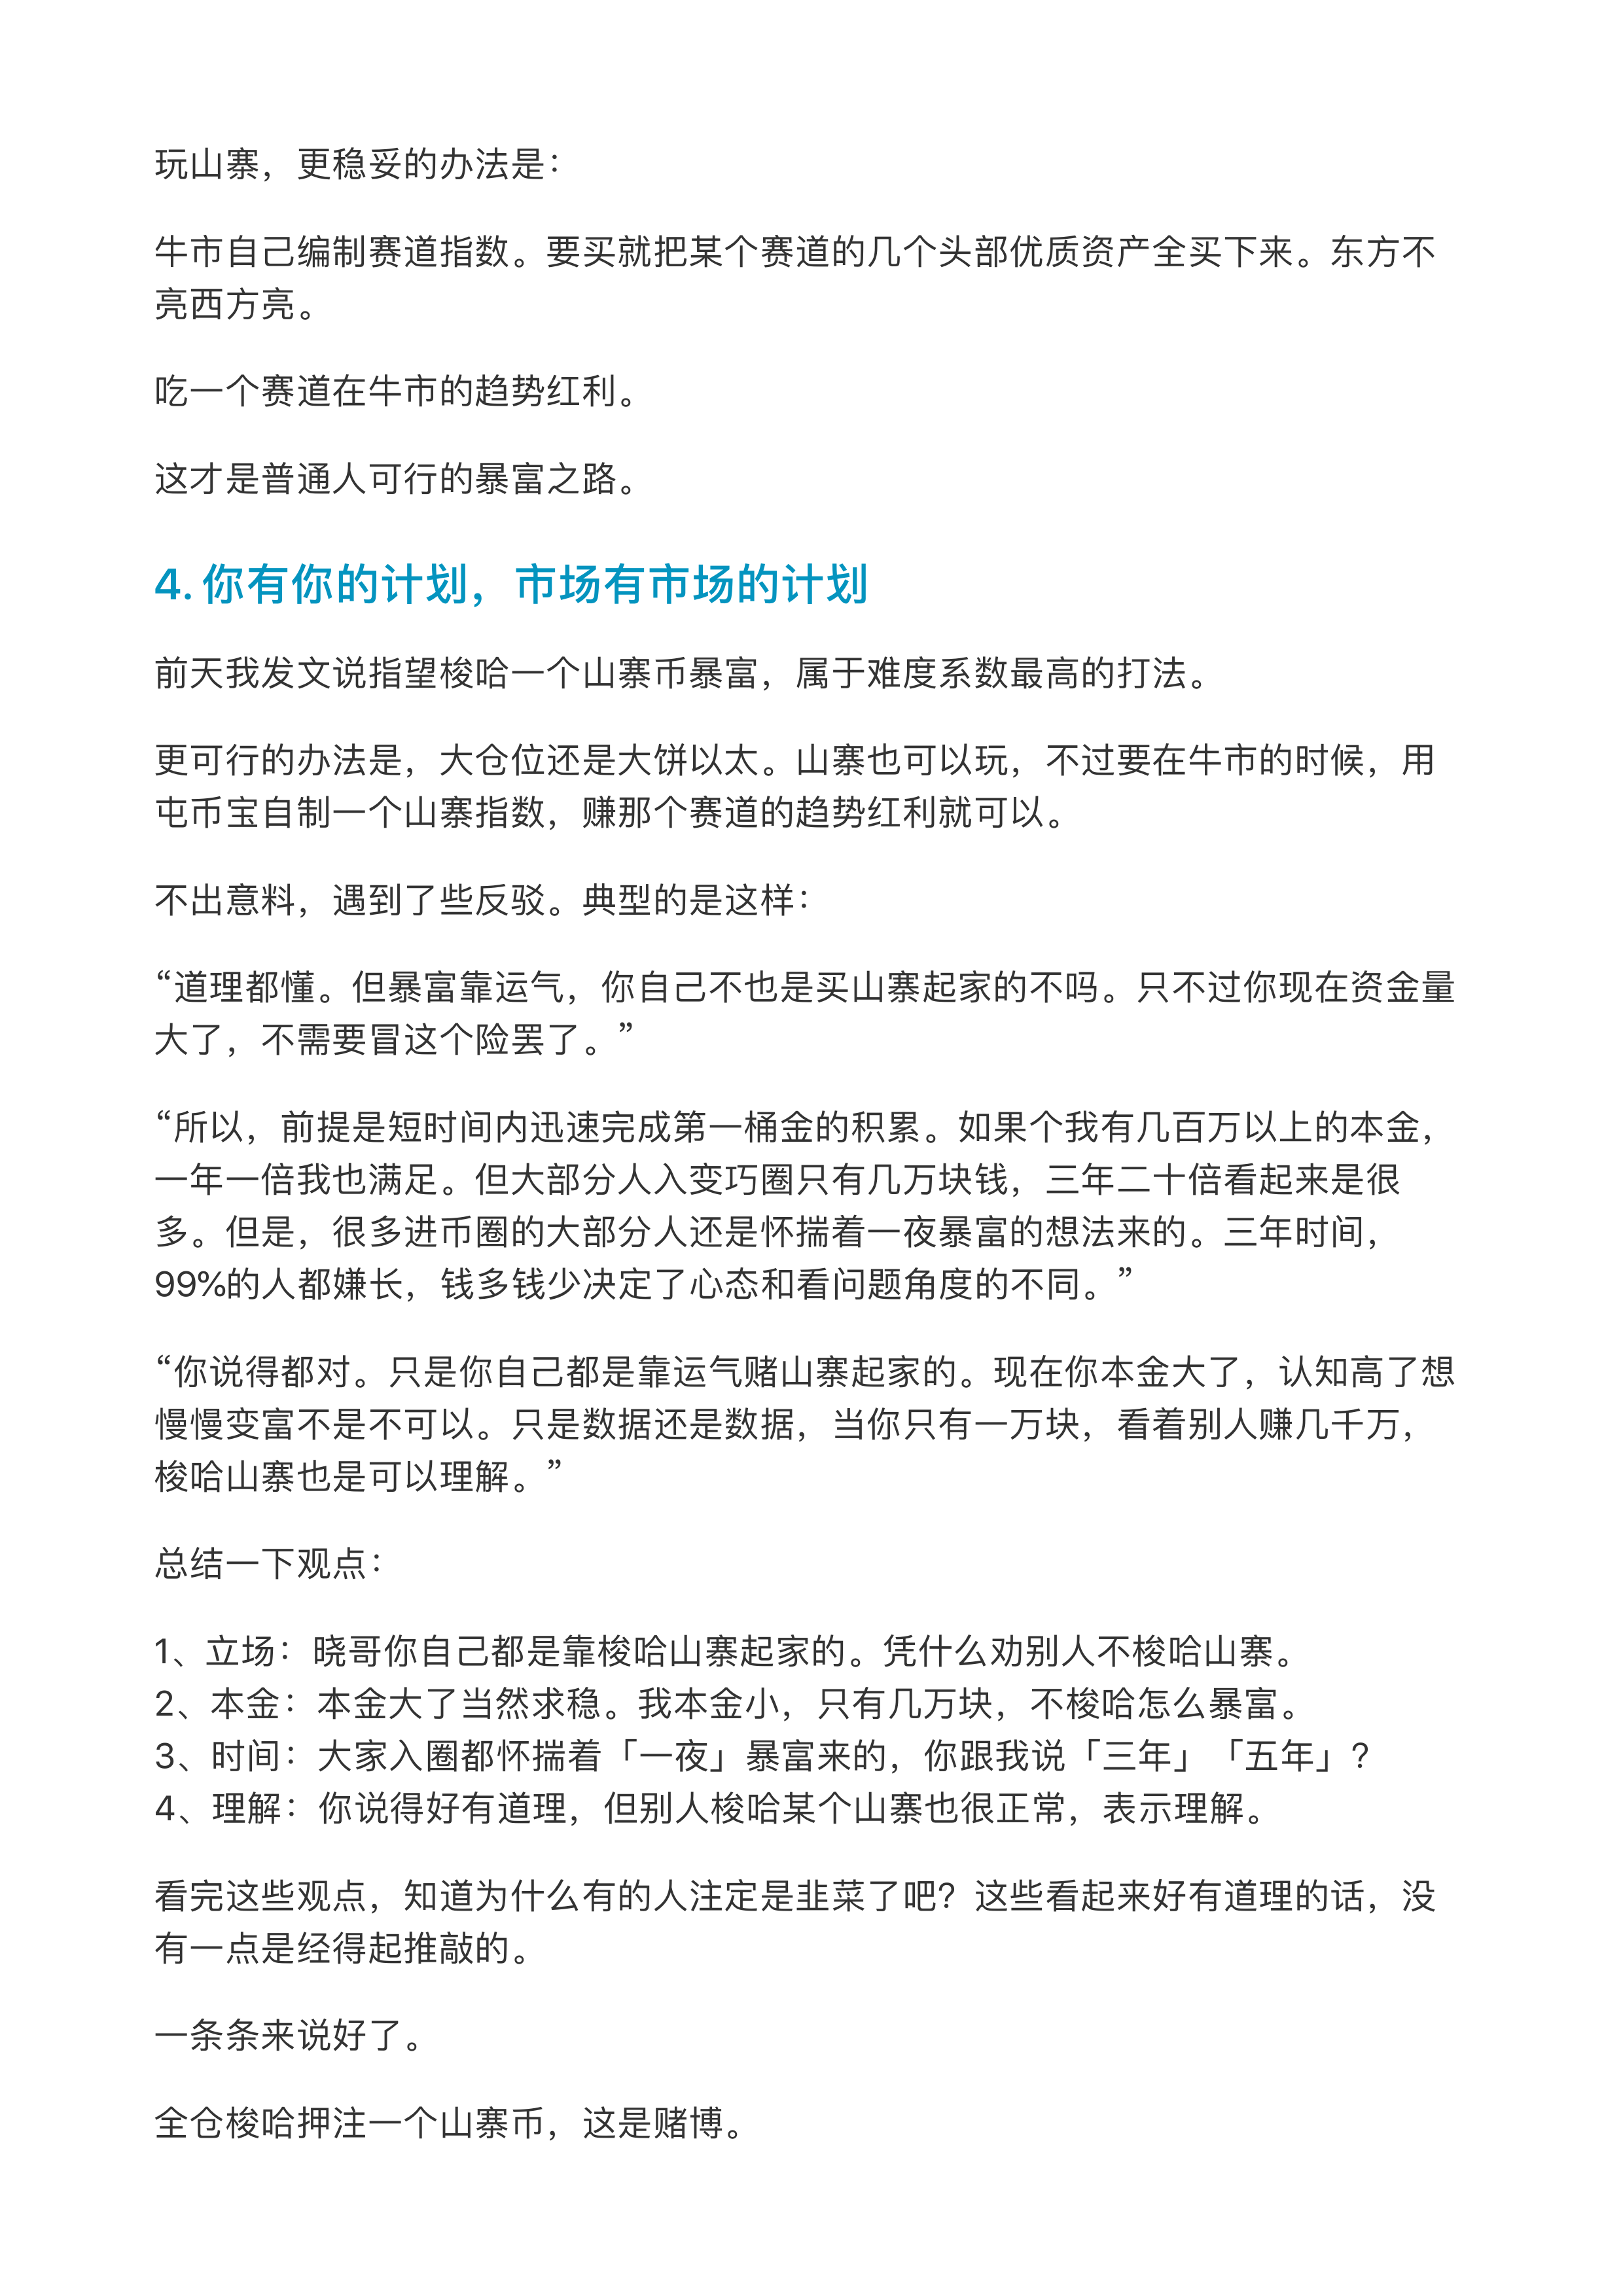 玩山寨，更稳妥的办法是：
牛市自己编制赛道指数。要买就把某个赛道的几个头部优质资产全买下来。东方不
亮西方亮。
吃一个赛道在牛市的趋势红利。
这才是普通人可行的暴富之路。
4. 你有你的计划，市场有市场的计划
前天我发文说指望梭哈一个山寨币暴富，属于难度系数最高的打法。
更可行的办法是，大仓位还是大饼以太。山寨也可以玩，不过要在牛市的时候，用
屯币宝自制一个山寨指数，赚那个赛道的趋势红利就可以。
不出意料，遇到了些反驳。典型的是这样：
“道理都懂。但暴富靠运气，你自己不也是买山寨起家的不吗。只不过你现在资金量
大了，不需要冒这个险罢了。”
“所以，前提是短时间内迅速完成第一桶金的积累。如果个我有几百万以上的本金，
一年一倍我也满足。但大部分人入变巧圈只有几万块钱，三年二十倍看起来是很
多。但是，很多进币圈的大部分人还是怀揣着一夜暴富的想法来的。三年时间，
99%的人都嫌长，钱多钱少决定了心态和看问题角度的不同。”
“你说得都对。只是你自己都是靠运气赌山寨起家的。现在你本金大了，认知高了想
慢慢变富不是不可以。只是数据还是数据，当你只有一万块，看着别人赚几千万，
梭哈山寨也是可以理解。”
总结一下观点：
1、立场：晓哥你自己都是靠梭哈山寨起家的。凭什么劝别人不梭哈山寨。
2、本金：本金大了当然求稳。我本金小，只有几万块，不梭哈怎么暴富。
3、时间：大家入圈都怀揣着「一夜」暴富来的，你跟我说「三年」「五年」?
4、理解：你说得好有道理，但别人梭哈某个山寨也很正常，表示理解。
看完这些观点，知道为什么有的人注定是韭菜了吧？这些看起来好有道理的话，没
有一点是经得起推敲的。
一条条来说好了。
全仓梭哈押注一个山寨币，这是赌博。